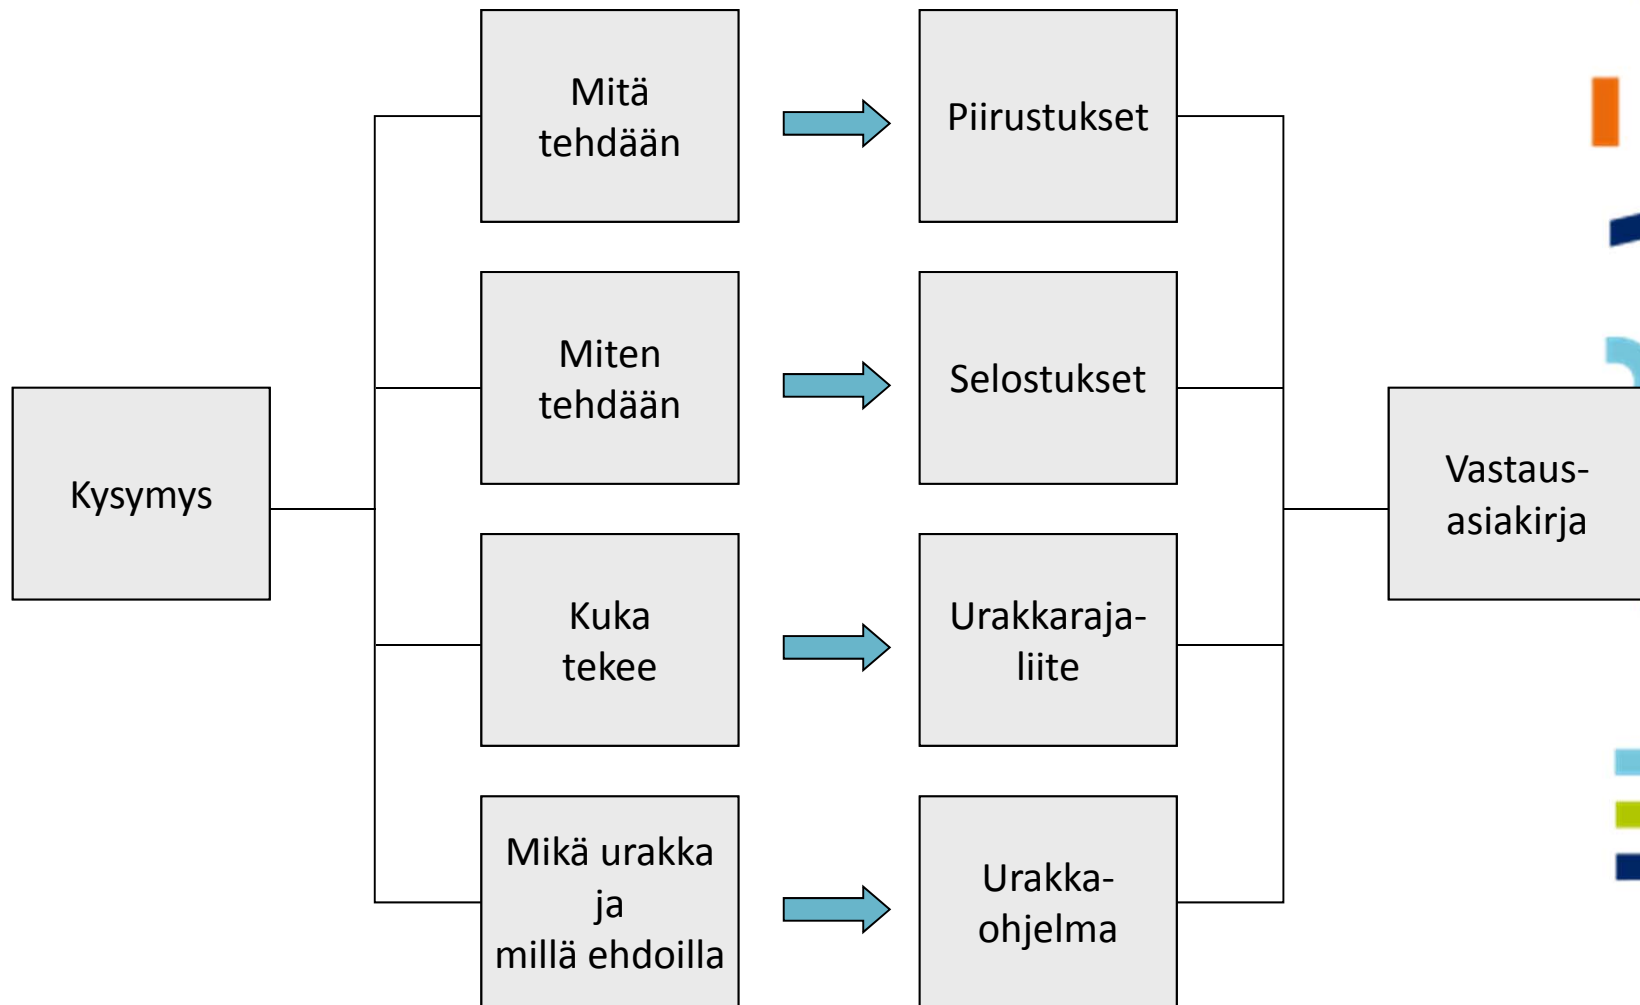 Kysymys
Mitä
tehdään
Piirustukset
Miten
tehdään
Selostukset
Kuka
tekee
Urakkaraja-
liite
Mikä urakka
ja
millä ehdoilla
Urakka-
ohjelma
Vastaus-
asiakirja